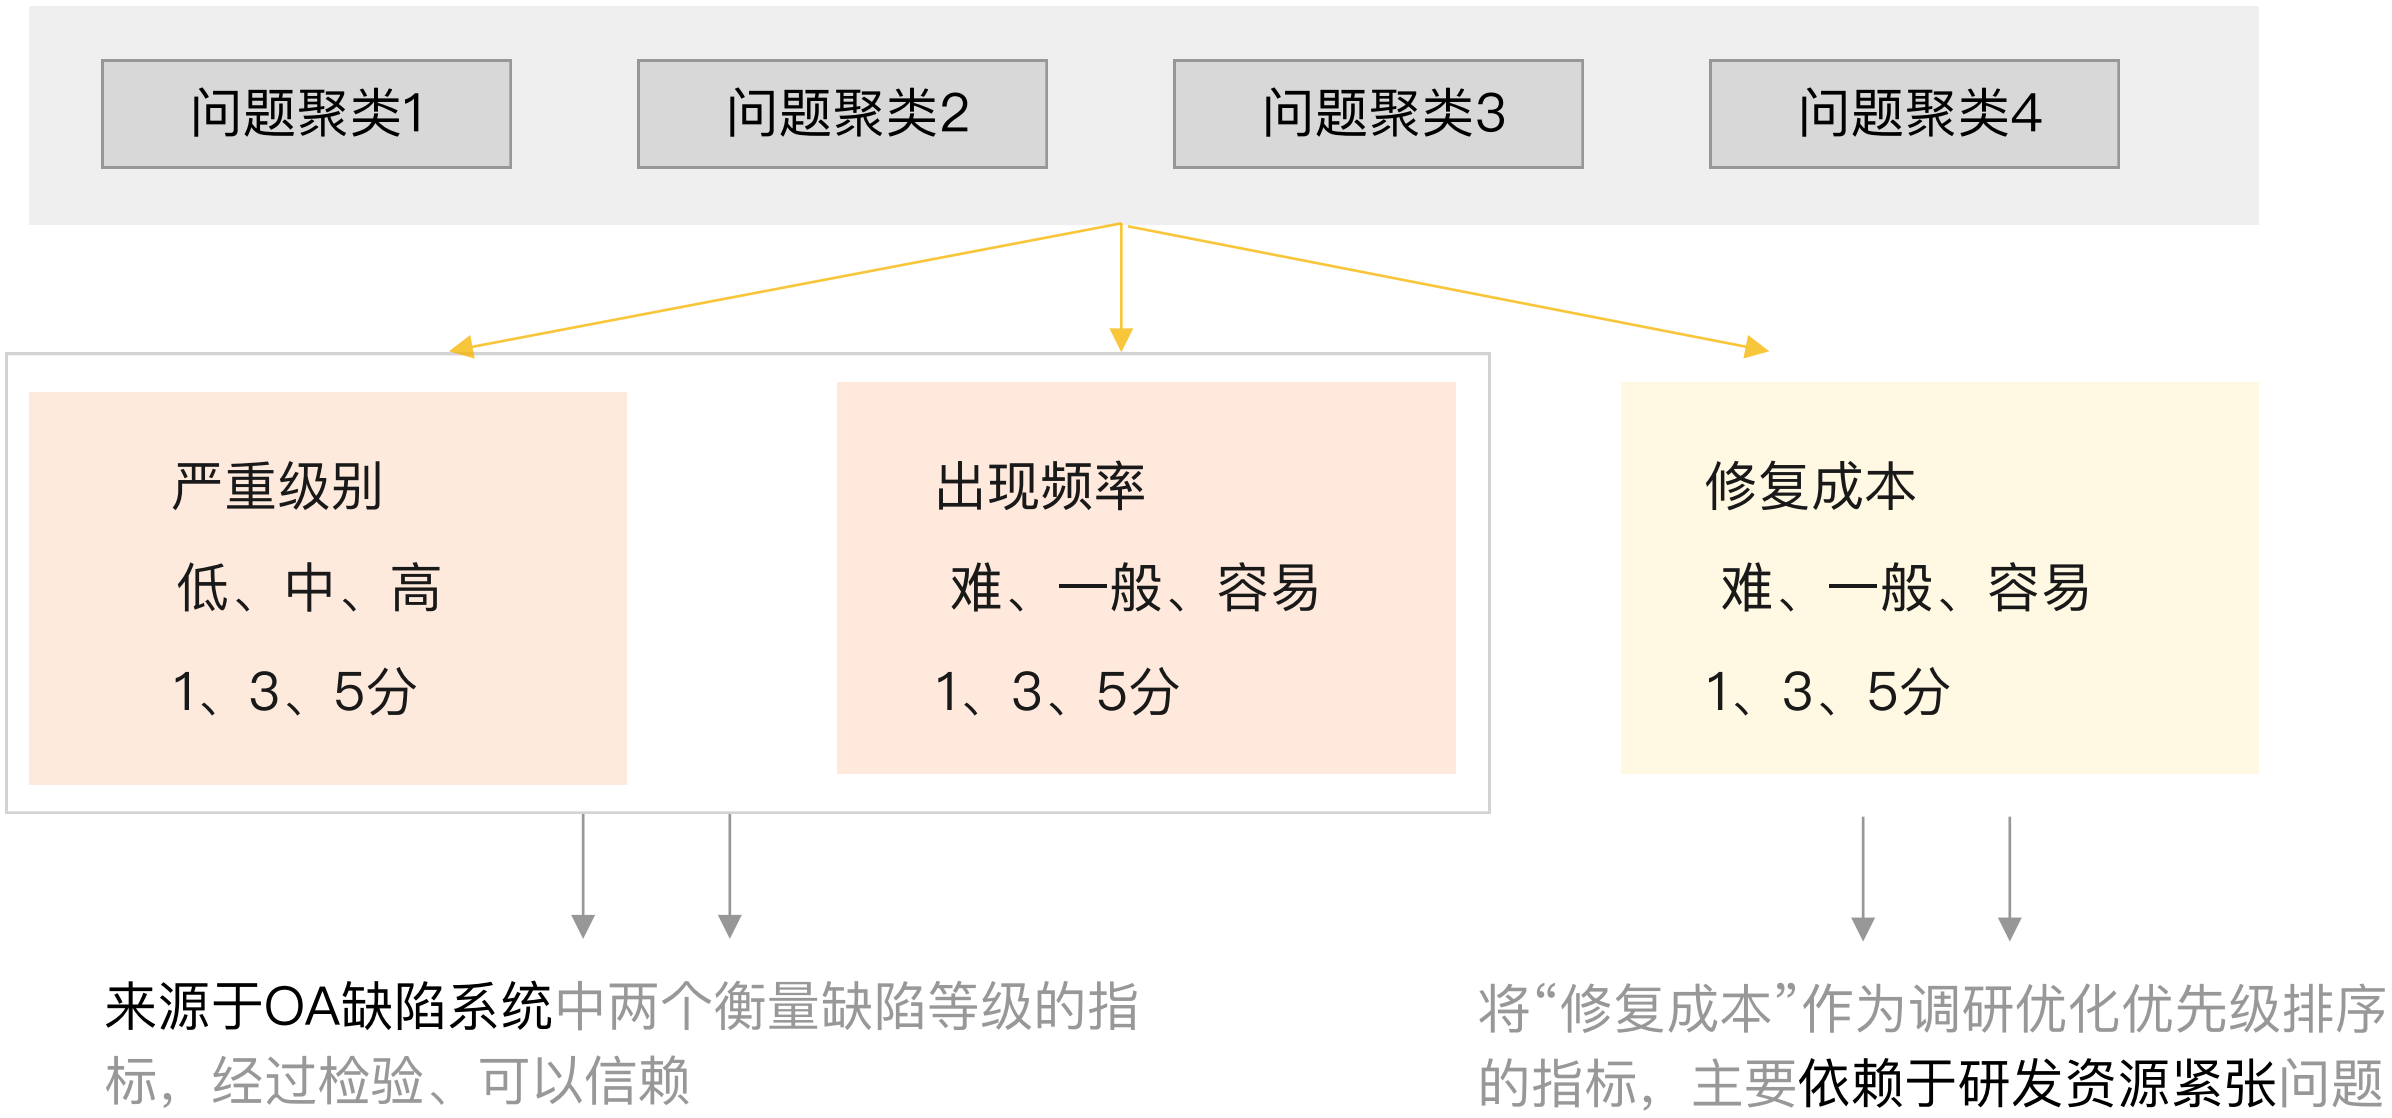 问题聚类1
问题聚类2
问题聚类3
问题聚类4
严重级别
低、中、高
1、3、5分
出现频率
难、一般、容易
1、3、5分
修复成本
难、一般、容易
1、3、5分
来源于OA缺陷系统中两个衡量缺陷等级的指
标，经过检验、可以信赖
将“修复成本”作为调研优化优先级排序
的指标，主要依赖于研发资源紧张问题